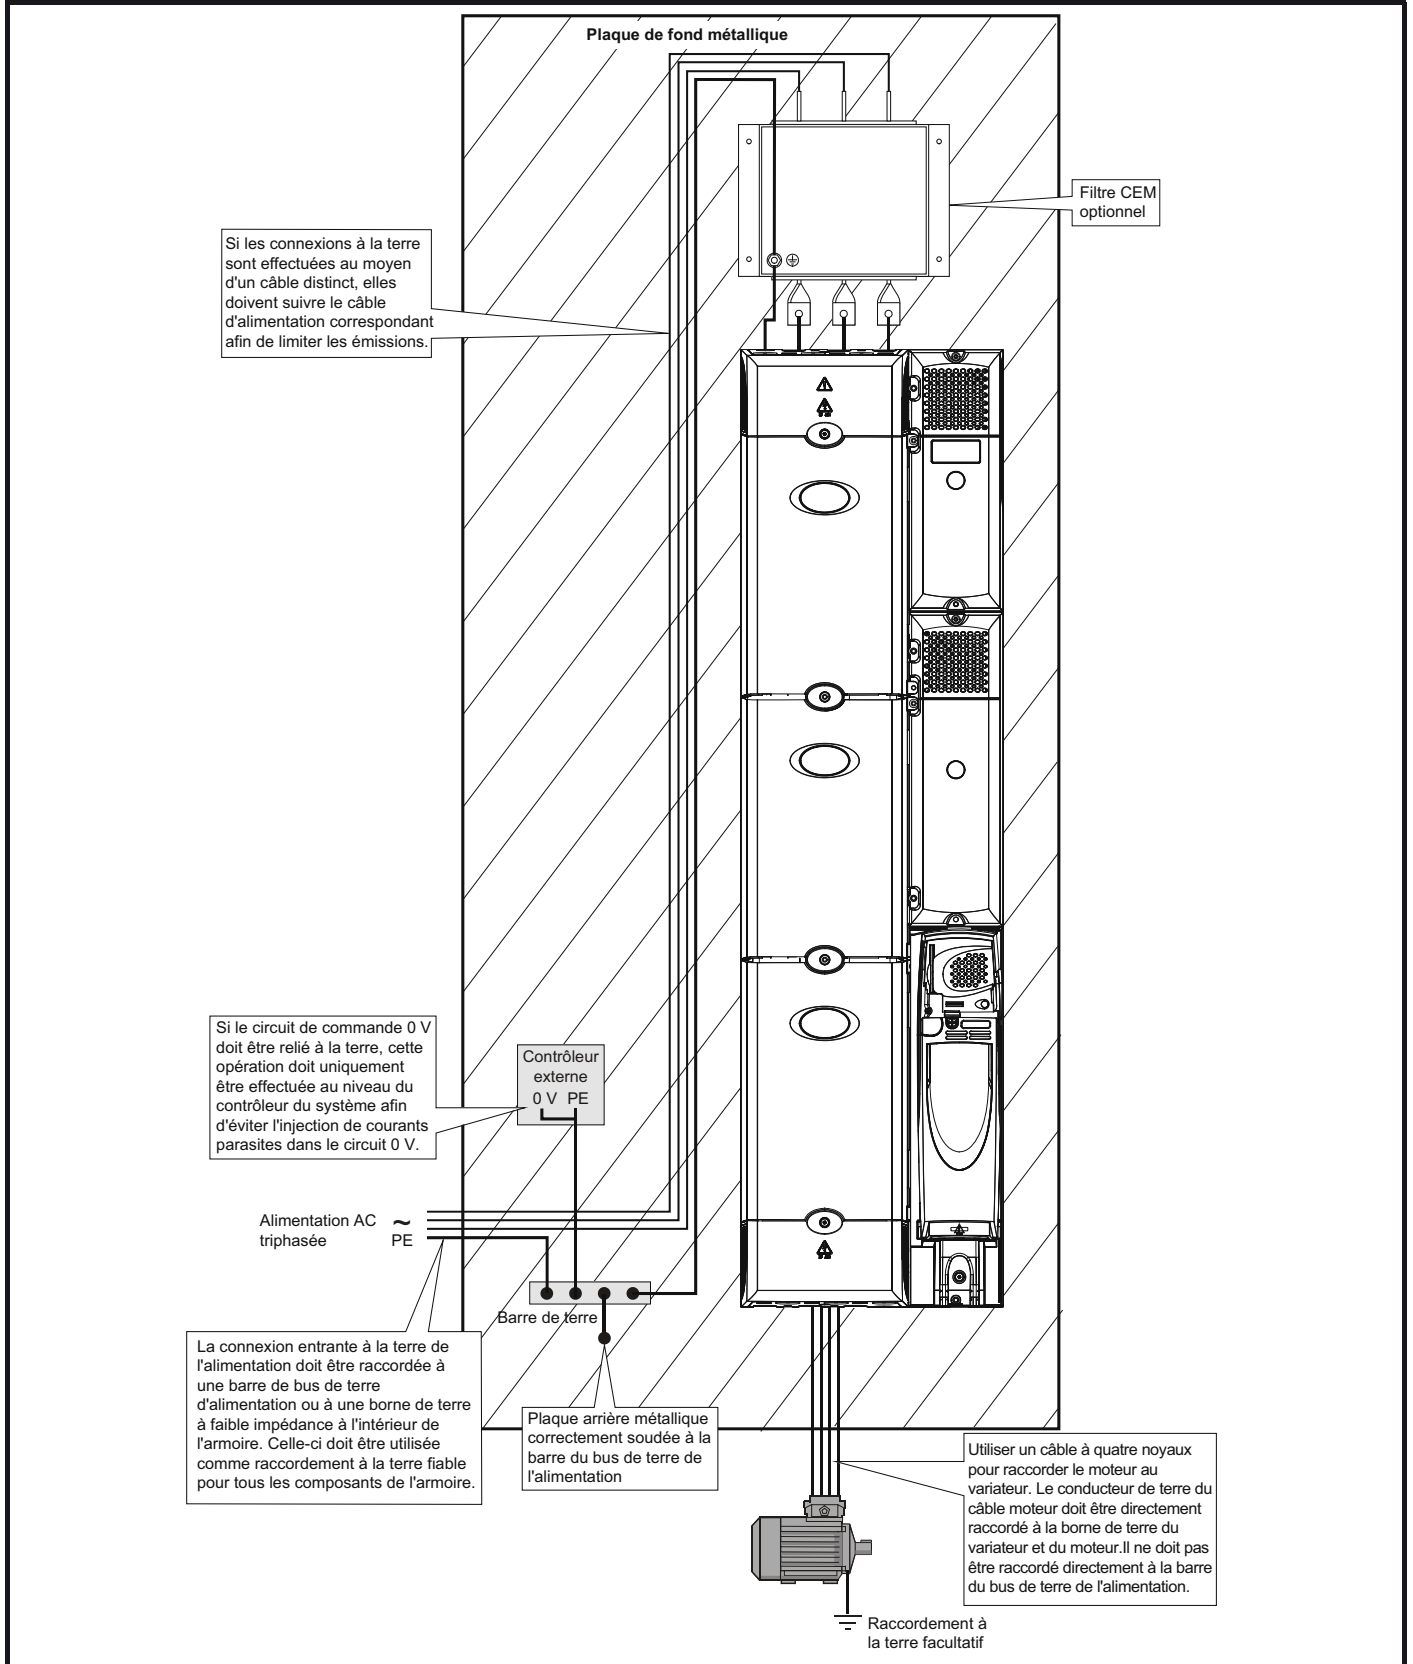 Plaque de fond métallique
Filtre CEM
optionnel
Si les connexions à la terre
sont effectuées au moyen
d'un câble distinct, elles
doivent suivre le câble
d'alimentation correspondant
afin de limiter les émissions.
Si le circuit de commande 0 V
doit être relié à la terre, cette
opération doit uniquement
être effectuée au niveau du
contrôleur du système afin
d'éviter l'injection de courants
parasites dans le circuit 0 V.
Contrôleur
externe
0 V PE
Alimentation AC ~
triphasée PE
Barre de terre
La connexion entrante à la terre de
l'alimentation doit être raccordée à
une barre de bus de terre
d'alimentation ou à une borne de terre
à faible impédance à l'intérieur de
l'armoire. Celle-ci doit être utilisée
comme raccordement à la terre fiable
pour tous les composants de l'armoire.
Plaque arrière métallique
correctement soudée à la
barre du bus de terre de
l'alimentation
Utiliser un câble à quatre noyaux
pour raccorder le moteur au
variateur. Le conducteur de terre du
câble moteur doit être directement
raccordé à la borne de terre du
variateur et du moteur.Il ne doit pas
être raccordé directement à la barre
du bus de terre de l'alimentation.
Raccordement à
la terre facultatif